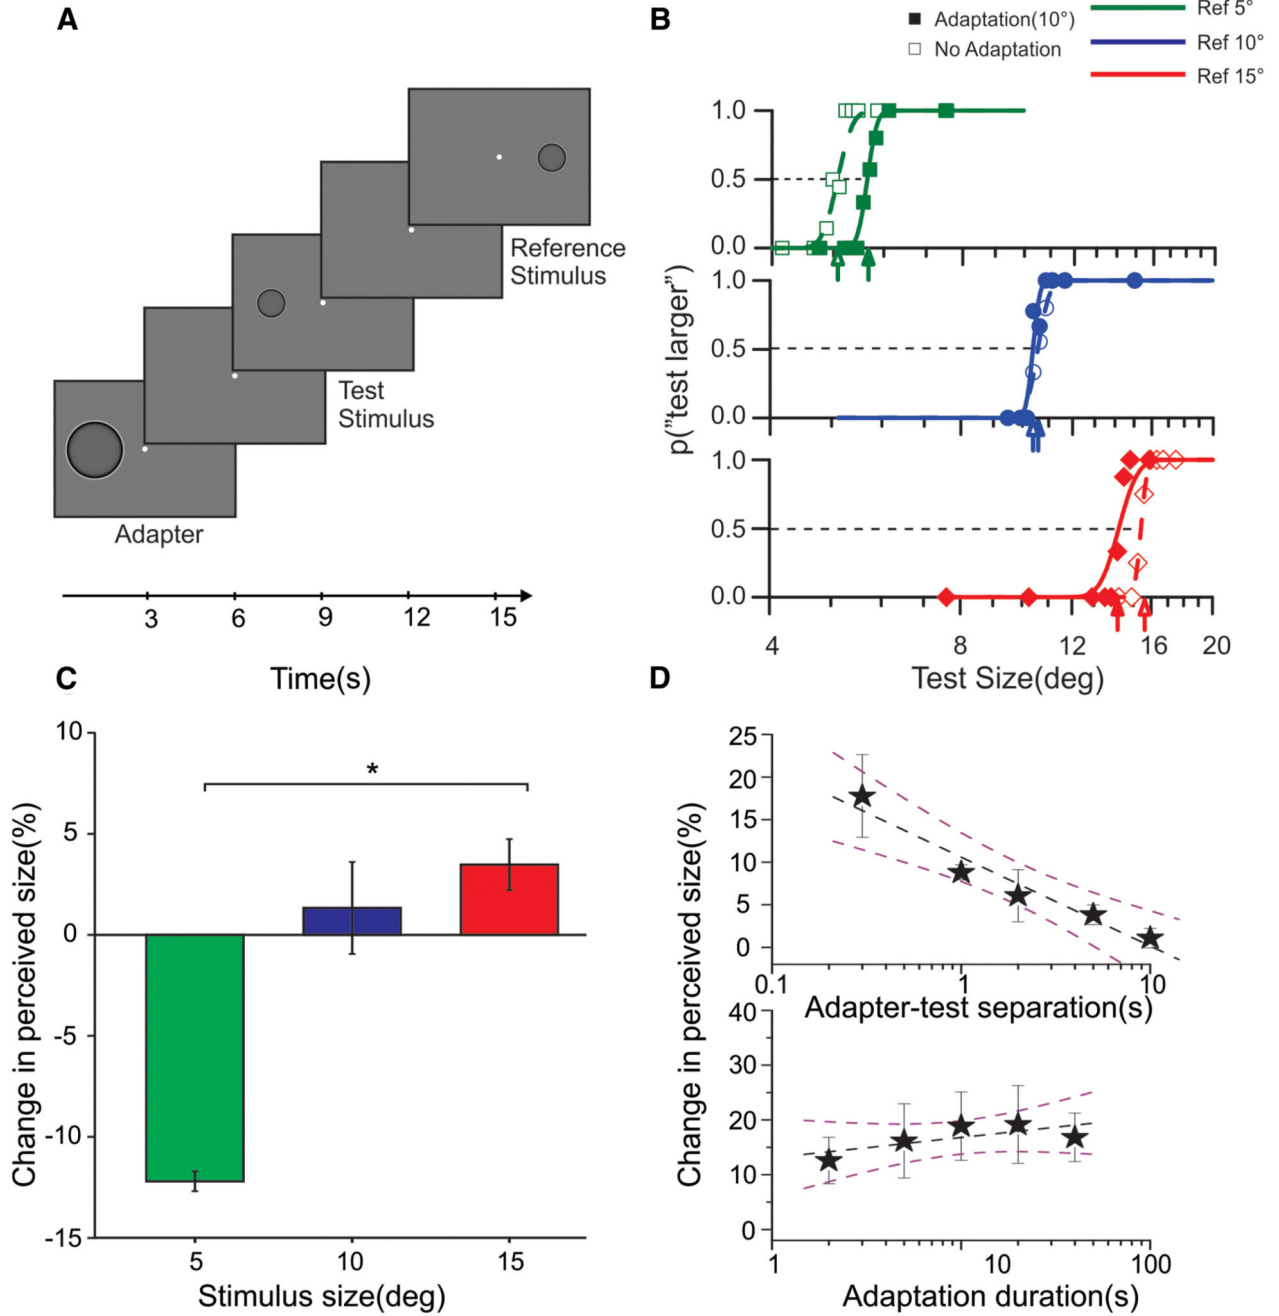 A
Reference
Stimulus
Test
Stimulus
Adapter
3 6 9 12 15
Time(s)
B
Adaptation(10°)
No Adaptation
Ref 5°
Ref 10°
Ref 15°
1.0
0.5
0.0
1.0
0.5
0.0
1.0
0.5
0.0
p("test larger")
4 8 12 16 20
Test Size(deg)
C
10
5
0
-5
-10
-15
*
Change in perceived size(%)
5 10 15
Stimulus size(deg)
D
25
20
15
10
5
0
0.1 1 10
Adapter-test separation(s)
Change in perceived size(%)
40
30
20
10
0
1 10 100
Adaptation duration(s)